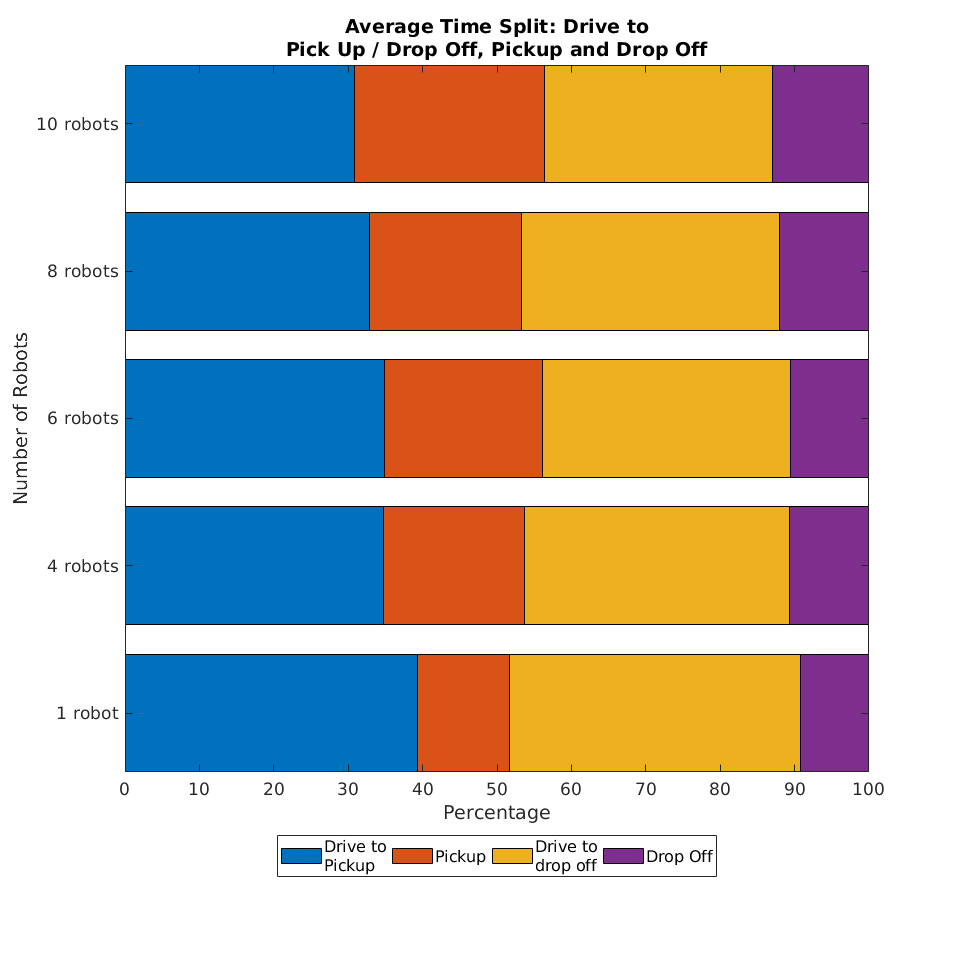 Average Time Split: Drive to
Pick Up / Drop Off, Pickup and Drop Off
Number of Robots
10 robots
8 robots
6 robots
4 robots
1 robot
0 10 20 30 40 50 60 70 80 90 100
Percentage
Drive to
Pickup
Pickup
Drive to
drop off
Drop Off